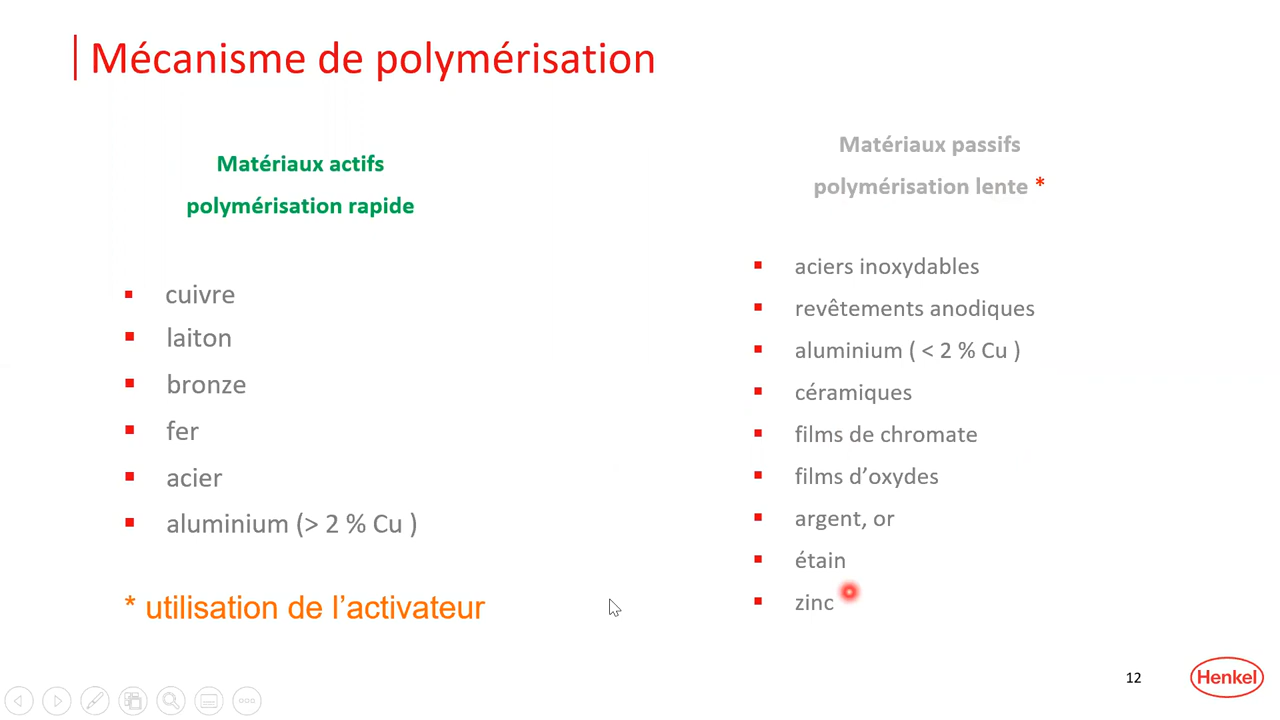 Mécanisme de polymérisation
Matériaux actifs
polymérisation rapide
cuivre
laiton
bronze
fer
acier
aluminium (> 2 % Cu )
* utilisation de l’activateur
Matériaux passifs
polymérisation lente *
aciers inoxydables
revêtements anodiques
aluminium ( < 2 % Cu )
céramiques
films de chromate
films d’oxydes
argent, or
étain
zinc
12
Henkel